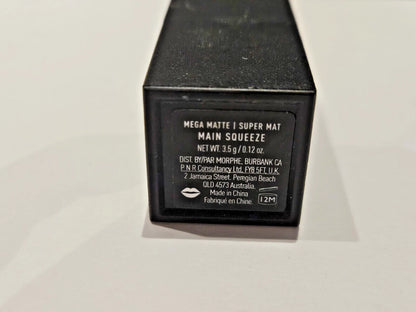 MEGA MATTE | SUPER MAT
MAIN SQUEEZE
NET WT. 3.5 g / 0.12 oz.
DIST. BY/PAR MORPHE, BURBANK CA
P N R Consultancy Ltd, FY8 5FT, U.K.
2 Jamaica Street, Peregian Beach
QLD 4573 Australia.
Made in China
Fabriqué en Chine
12M